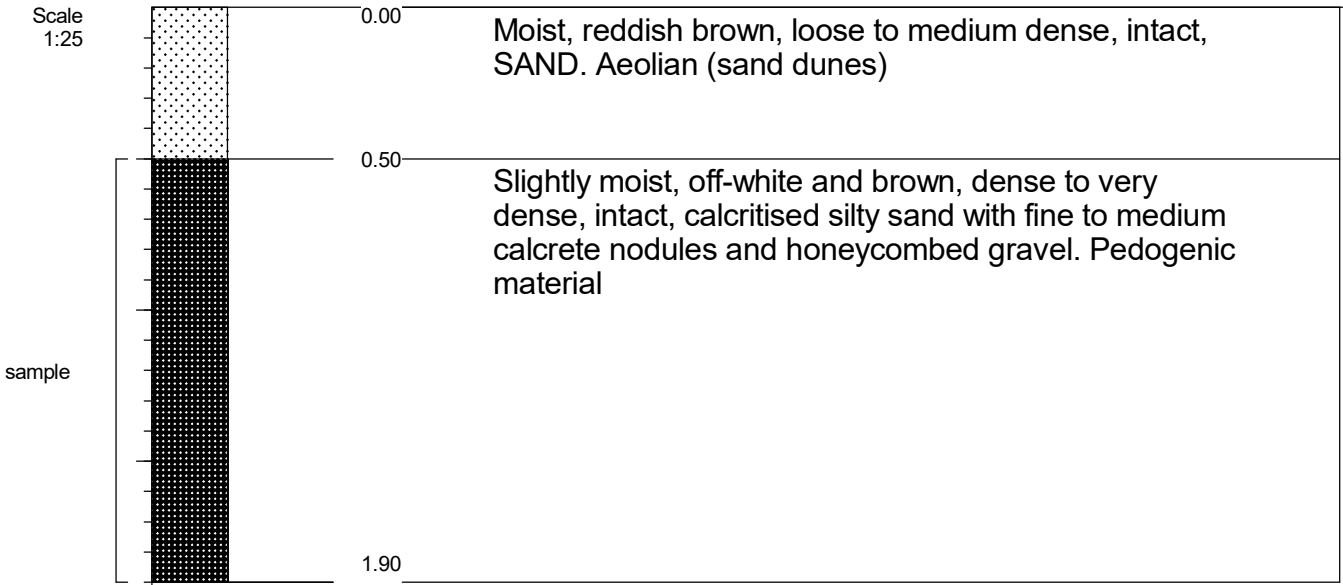 Scale
1:25
0.00
Moist, reddish brown, loose to medium dense, intact,
SAND. Aeolian (sand dunes)
0.50
Slightly moist, off-white and brown, dense to very
dense, intact, calcritised silty sand with fine to medium
calcrete nodules and honeycombed gravel. Pedogenic
material
sample
1.90